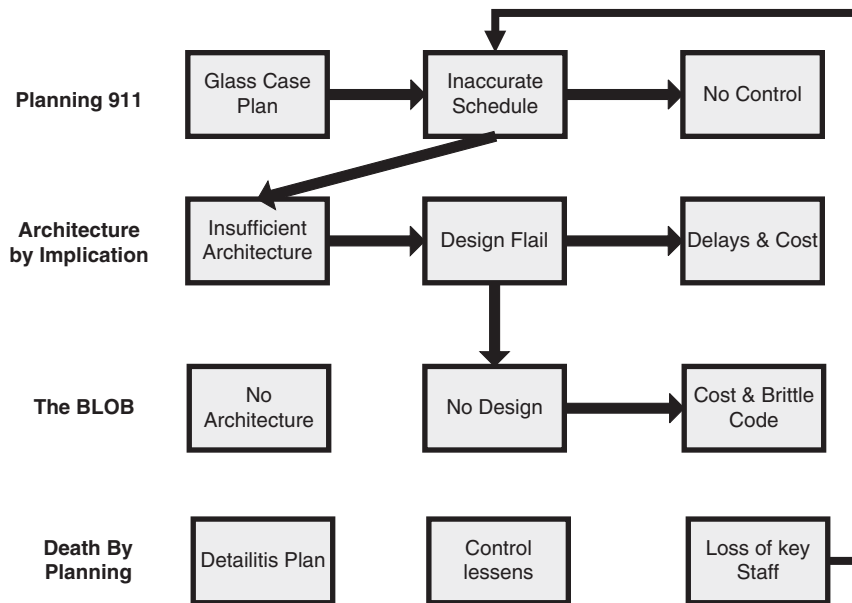 Planning 911
Glass Case
Plan
Inaccurate
Schedule
No Control
Architecture
by Implication
Insufficient
Architecture
Design Flail
Delays & Cost
The BLOB
No
Architecture
No Design
Cost & Brittle
Code
Death By
Planning
Detailitis Plan
Control
lessens
Loss of key
Staff